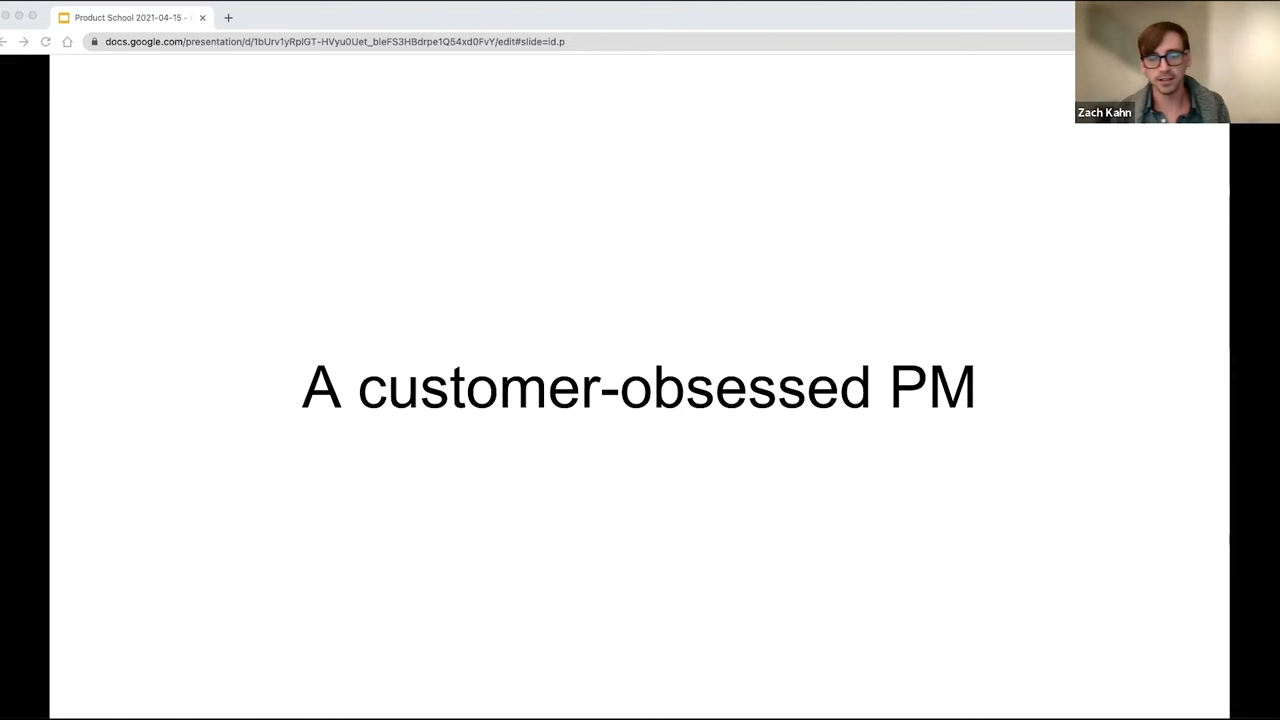 Product School 2021-04-15 -
docs.google.com/presentation/d/1bUrv1yRplGT-HVyu0Uet_bleFS3HBdrpe1Q54xd0FvY/edit#slide=id.p
Zach Kahn
A customer-obsessed PM